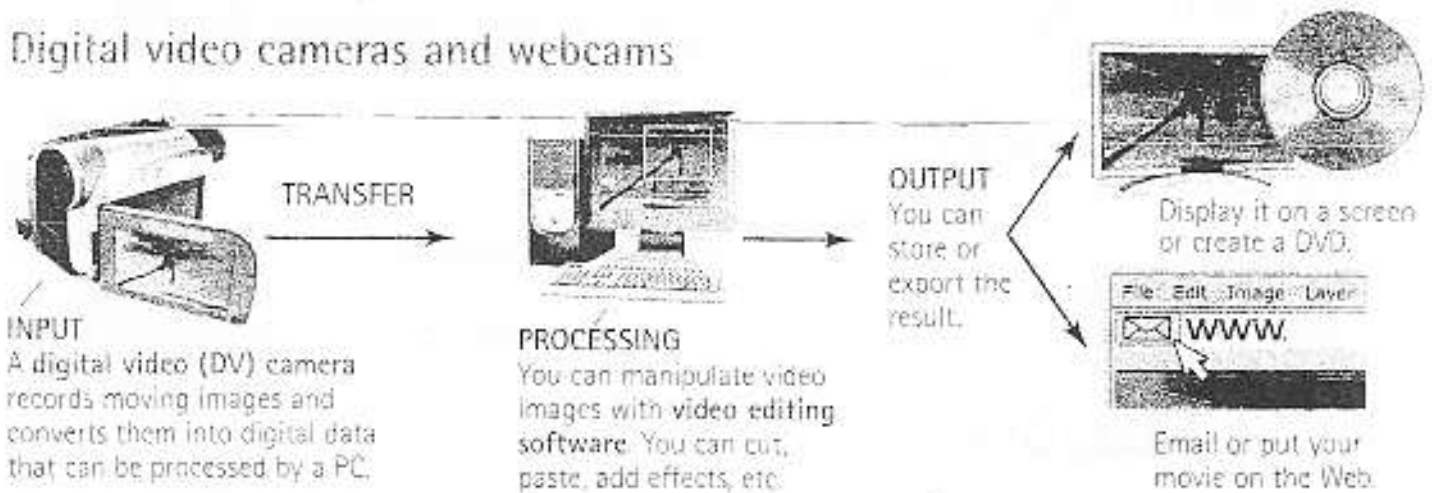 Digital video cameras and webcams
TRANSFER
INPUT
A digital video (DV) camera
records moving images and
converts them into digital data
that can be processed by a PC.
PROCESSING
You can manipulate video
images with video editing
software. You can cut,
paste, add effects, etc.
OUTPUT
You can
store or
export the
result.
Display it on a screen
or create a DVD.
File Edit Image Layer
WWW.
Email or put your
movie on the Web.